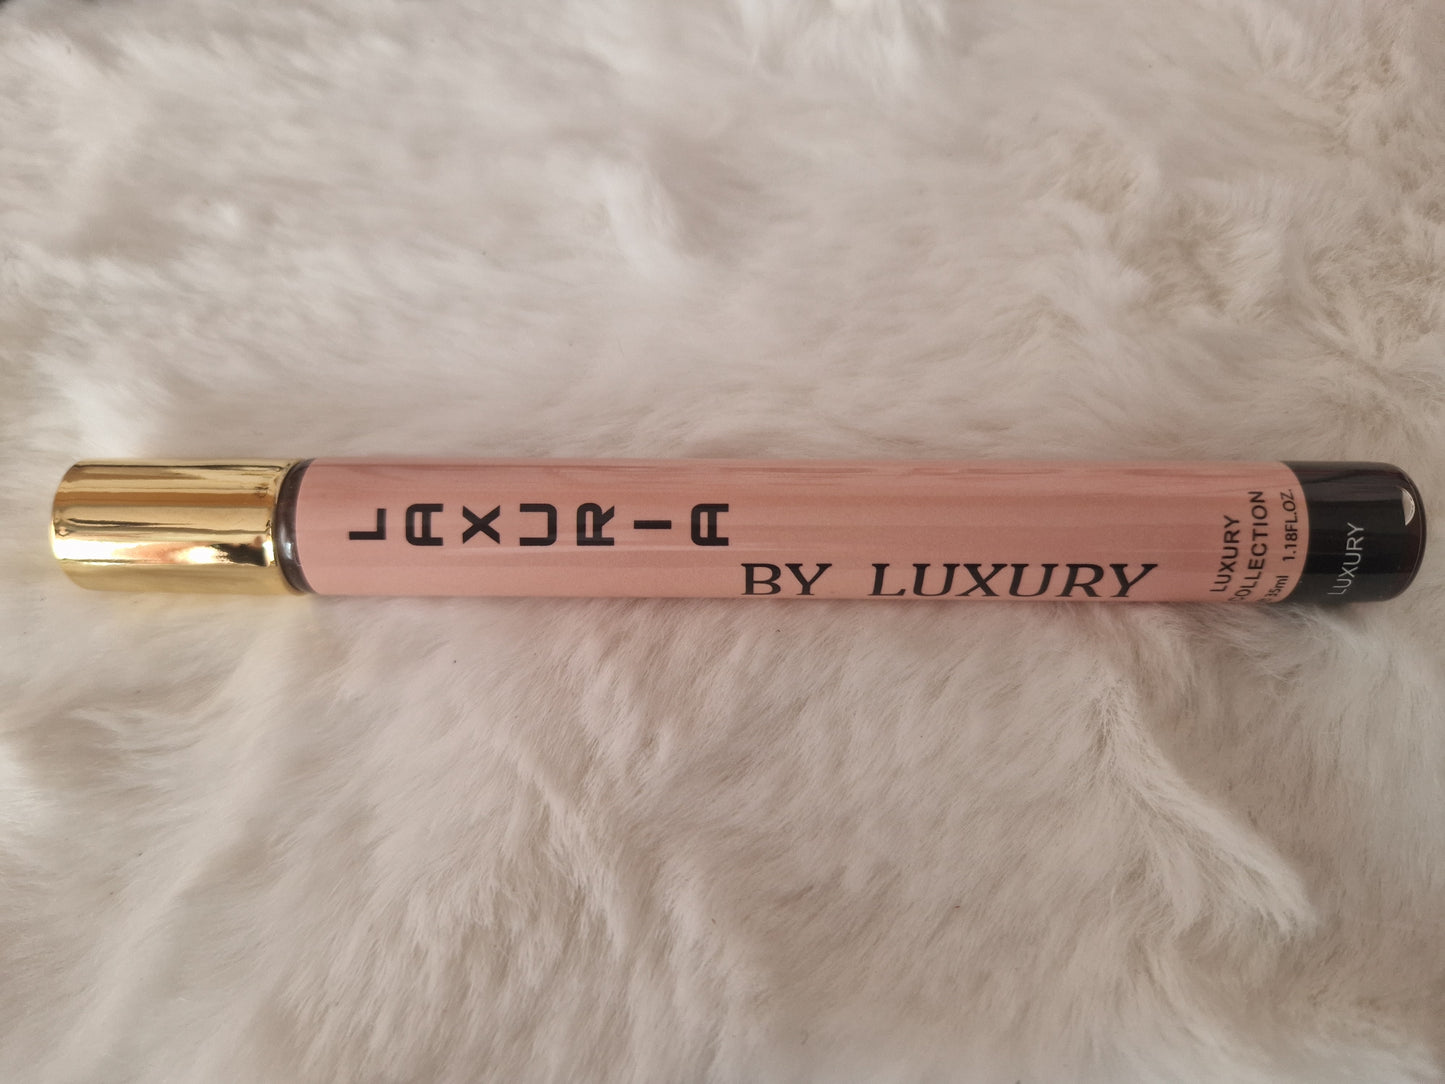 LAXURIA
BY LUXURY
LUXURY
COLLECTION
35ml 1.18FL.OZ.
LUXURY